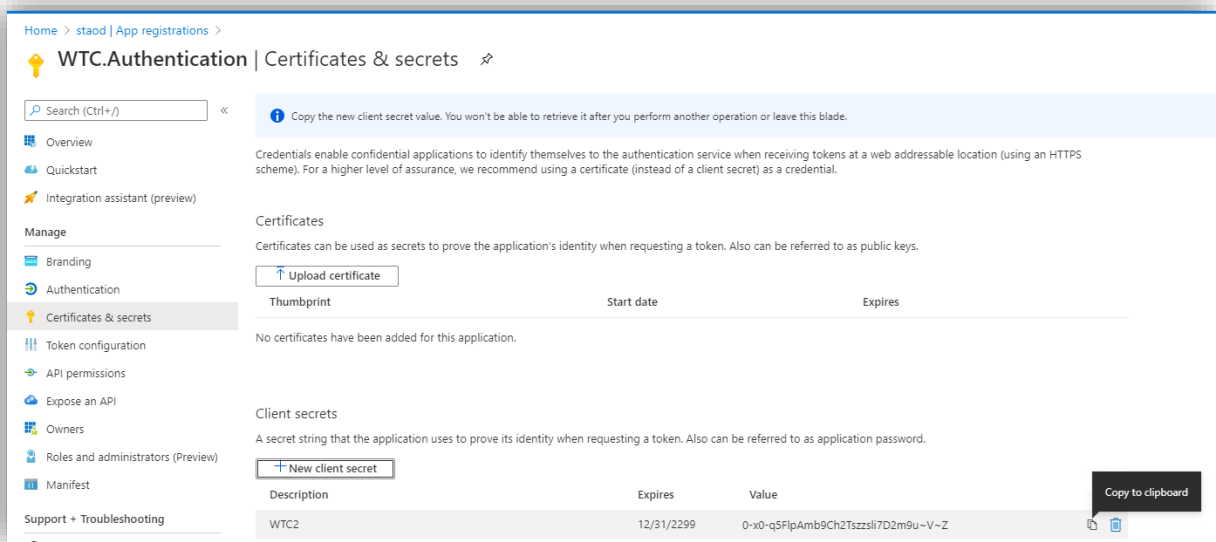 Home > staod | App registrations >
WTC.Authentication | Certificates & secrets
Search (Ctrl+/)
«
Overview
Quickstart
Integration assistant (preview)
Manage
Branding
Authentication
Certificates & secrets
Token configuration
API permissions
Expose an API
Owners
Roles and administrators (Preview)
Manifest
Support + Troubleshooting
Copy the new client secret value. You won't be able to retrieve it after you perform another operation or leave this blade.
Credentials enable confidential applications to identify themselves to the authentication service when receiving tokens at a web addressable location (using an HTTPS
scheme). For a higher level of assurance, we recommend using a certificate (instead of a client secret) as a credential.
Certificates
Certificates can be used as secrets to prove the application's identity when requesting a token. Also can be referred to as public keys.
Upload certificate
Thumbprint Start date Expires
No certificates have been added for this application.
Client secrets
A secret string that the application uses to prove its identity when requesting a token. Also can be referred to as application password.
New client secret
Description Expires Value
Copy to clipboard
WTC2 12/31/2299 0-x0-q5FlpAmb9Ch2Tszzsli7D2m9u~V~Z